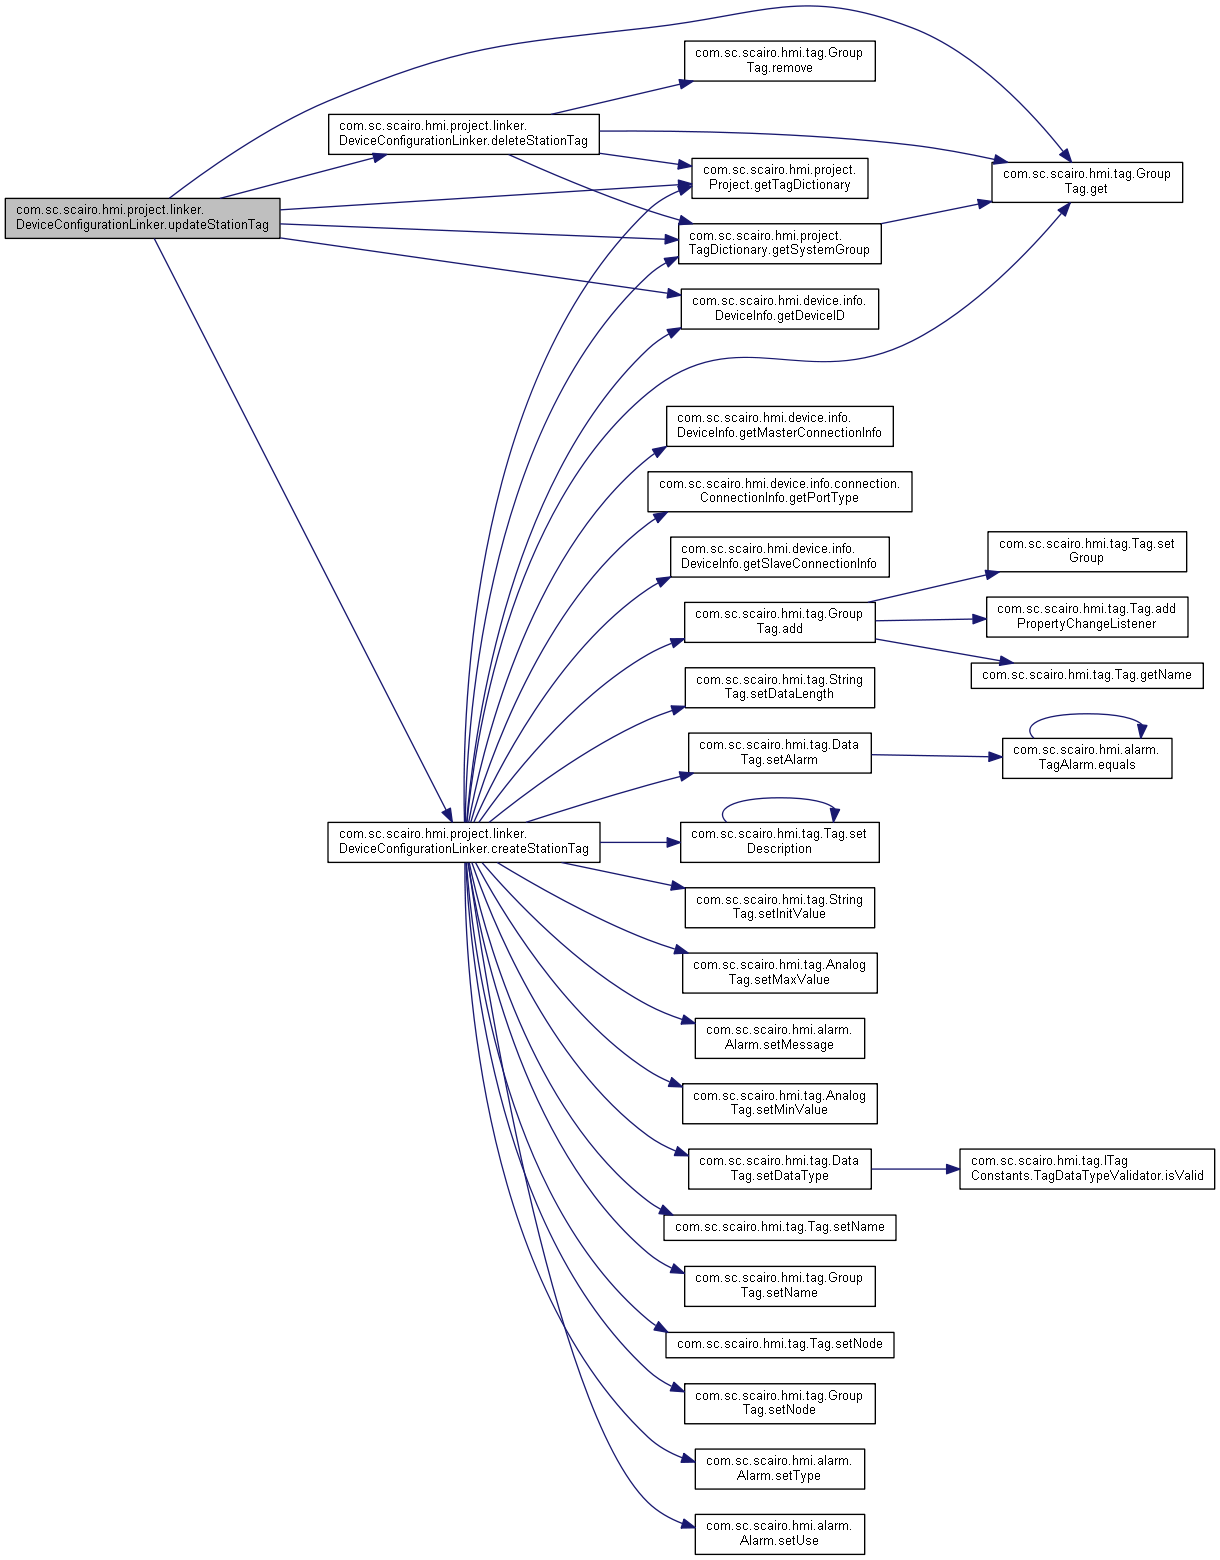 com.sc.scairo.hmi.tag.Group
Tag.remove
com.sc.scairo.hmi.project.linker.
DeviceConfigurationLinker.deleteStationTag
com.sc.scairo.hmi.project.
Project.getTagDictionary
com.sc.scairo.hmi.tag.Group
Tag.get
com.sc.scairo.hmi.project.linker.
DeviceConfigurationLinker.updateStationTag
com.sc.scairo.hmi.project.
TagDictionary.getSystemGroup
com.sc.scairo.hmi.device.info.
DeviceInfo.getDeviceID
com.sc.scairo.hmi.device.info.
DeviceInfo.getMasterConnectionInfo
com.sc.scairo.hmi.device.info.connection.
ConnectionInfo.getPortType
com.sc.scairo.hmi.device.info.
DeviceInfo.getSlaveConnectionInfo
com.sc.scairo.hmi.tag.Tag.set
Group
com.sc.scairo.hmi.tag.Group
Tag.add
com.sc.scairo.hmi.tag.Tag.add
PropertyChangeListener
com.sc.scairo.hmi.tag.Tag.getName
com.sc.scairo.hmi.tag.String
Tag.setDataLength
com.sc.scairo.hmi.tag.Data
Tag.setAlarm
com.sc.scairo.hmi.alarm.
TagAlarm.equals
com.sc.scairo.hmi.project.linker.
DeviceConfigurationLinker.createStationTag
com.sc.scairo.hmi.tag.Tag.set
Description
com.sc.scairo.hmi.tag.String
Tag.setInitValue
com.sc.scairo.hmi.tag.Analog
Tag.setMaxValue
com.sc.scairo.hmi.alarm.
Alarm.setMessage
com.sc.scairo.hmi.tag.Analog
Tag.setMinValue
com.sc.scairo.hmi.tag.Data
Tag.setDataType
com.sc.scairo.hmi.tag.ITag
Constants.TagDataTypeValidator.isValid
com.sc.scairo.hmi.tag.Tag.setName
com.sc.scairo.hmi.tag.Group
Tag.setName
com.sc.scairo.hmi.tag.Tag.setNode
com.sc.scairo.hmi.tag.Group
Tag.setNode
com.sc.scairo.hmi.alarm.
Alarm.setType
com.sc.scairo.hmi.alarm.
Alarm.setUse